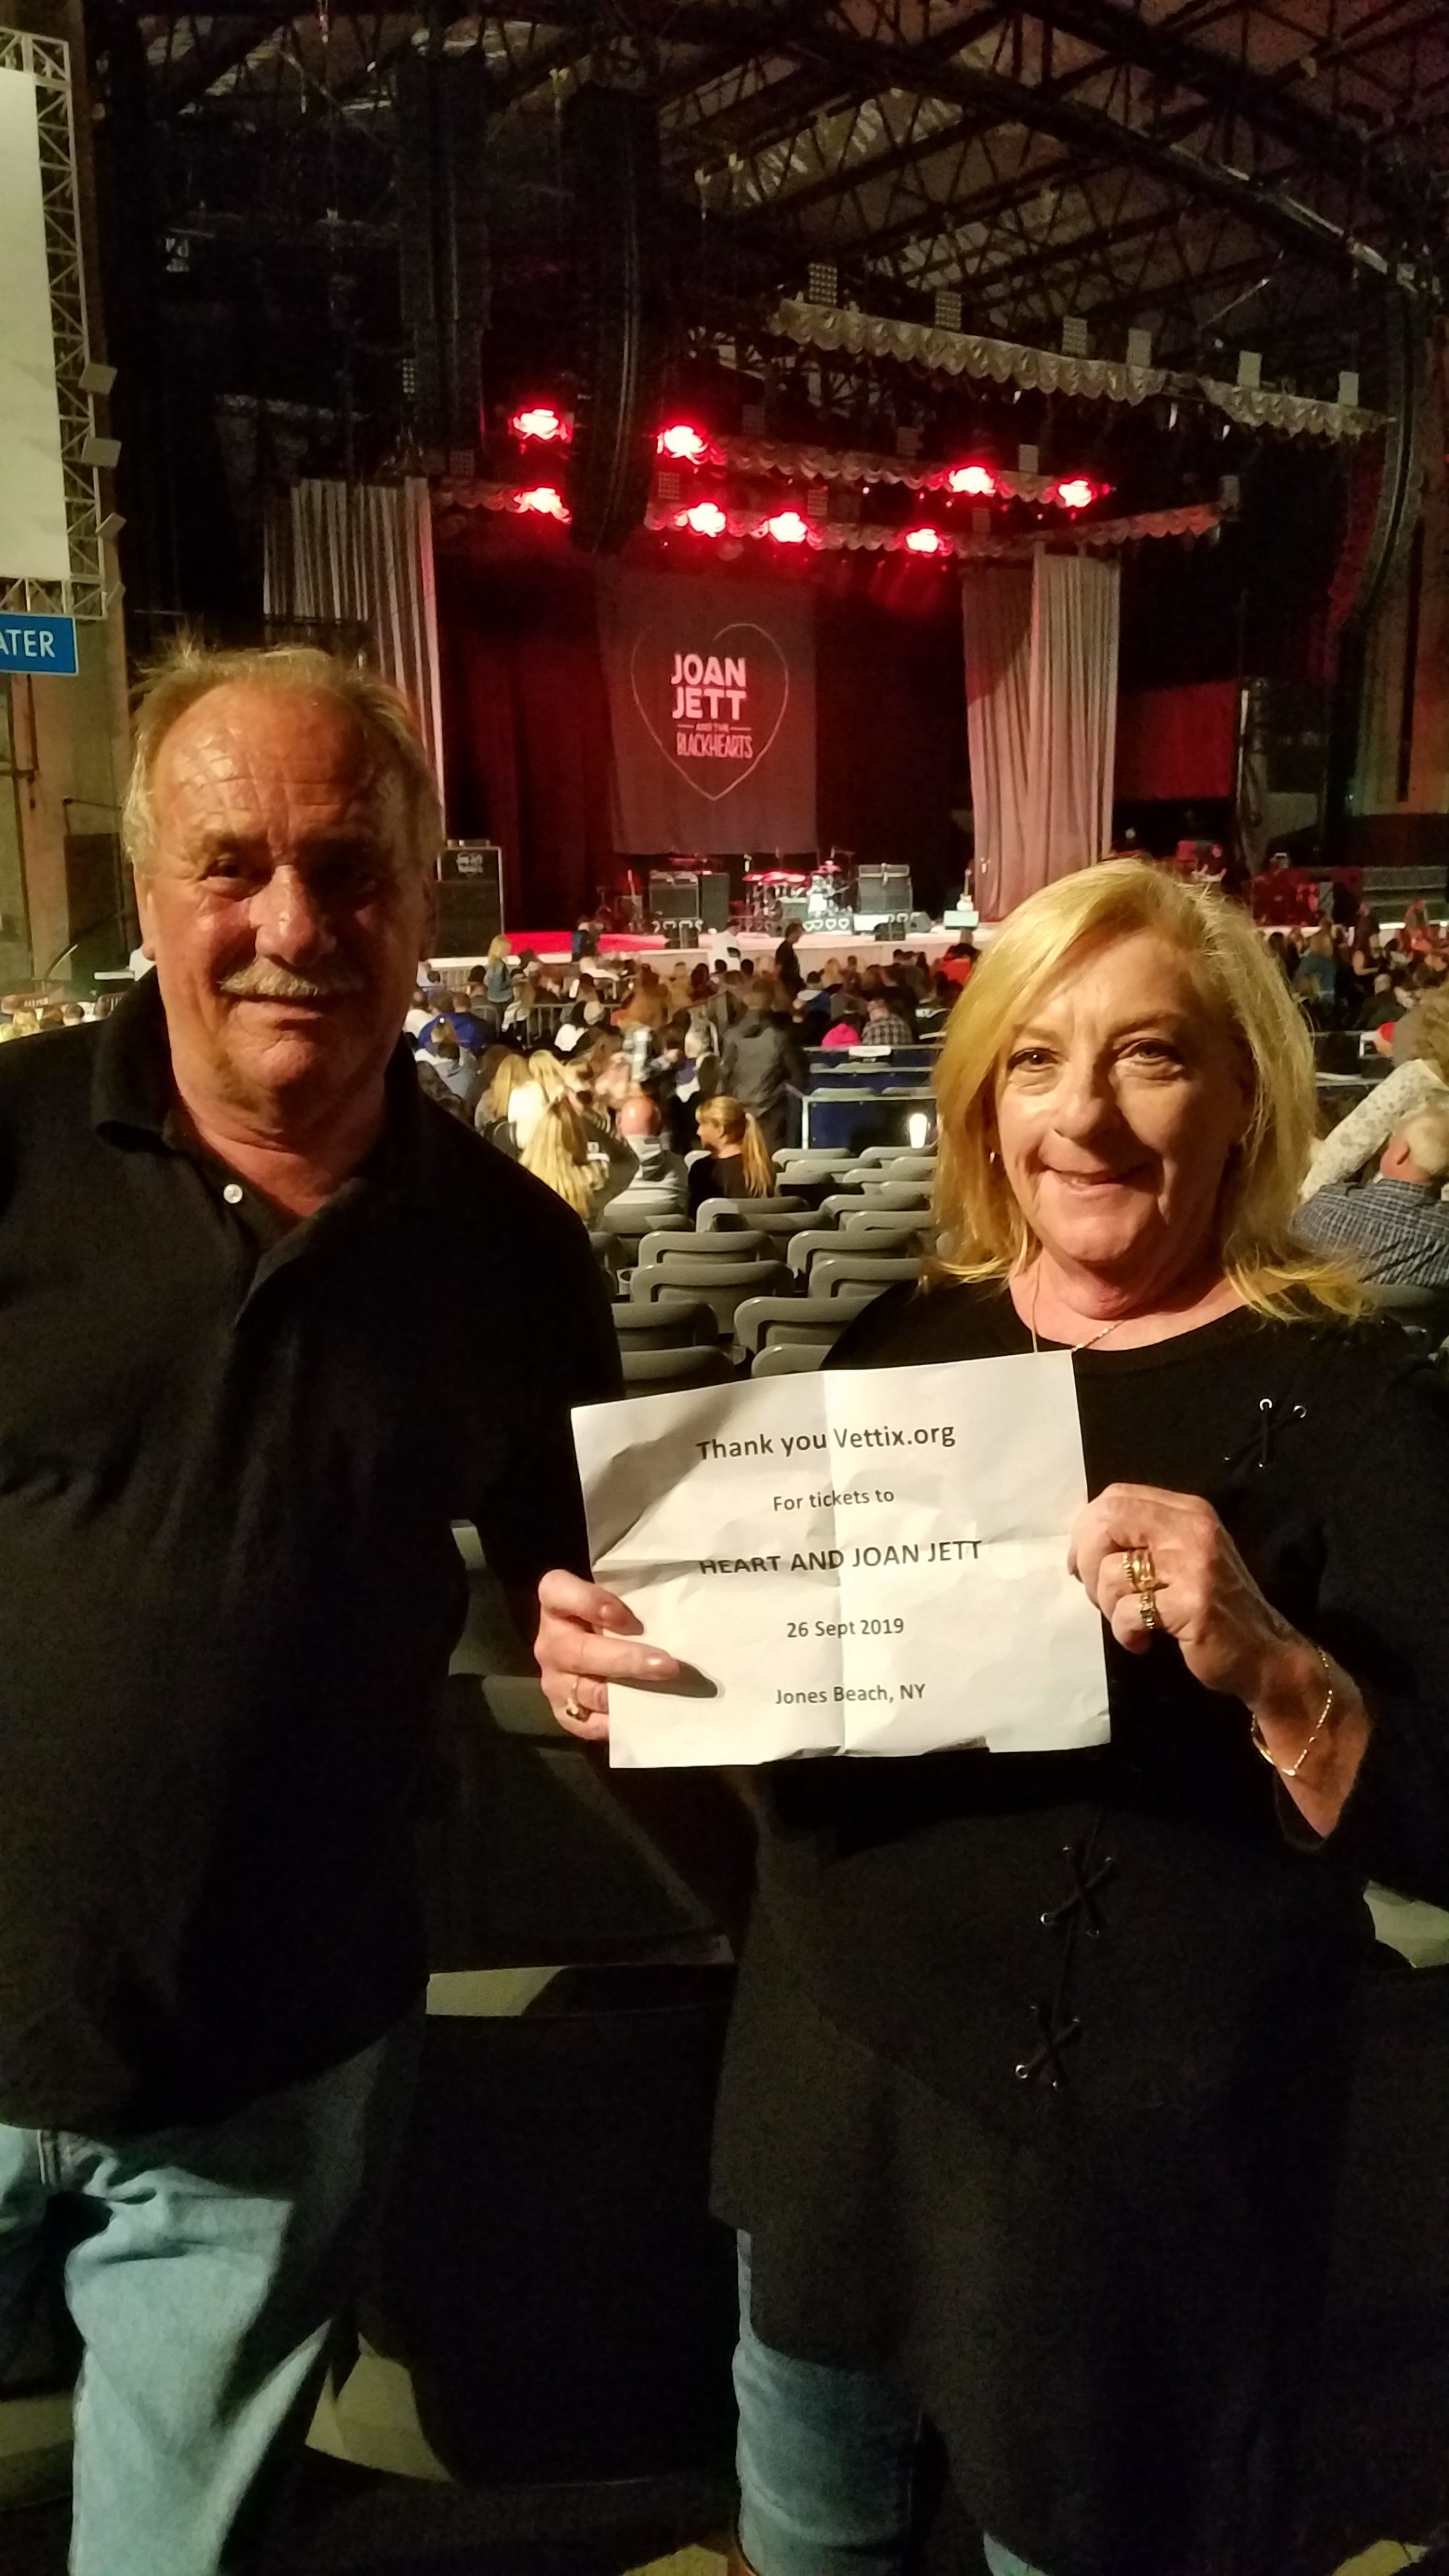 ATER
JOAN
JETT
AND THE
BLACKHEARTS
Thank you Vettix.org
For tickets to
HEART AND JOAN JETT
26 Sept 2019
Jones Beach, NY